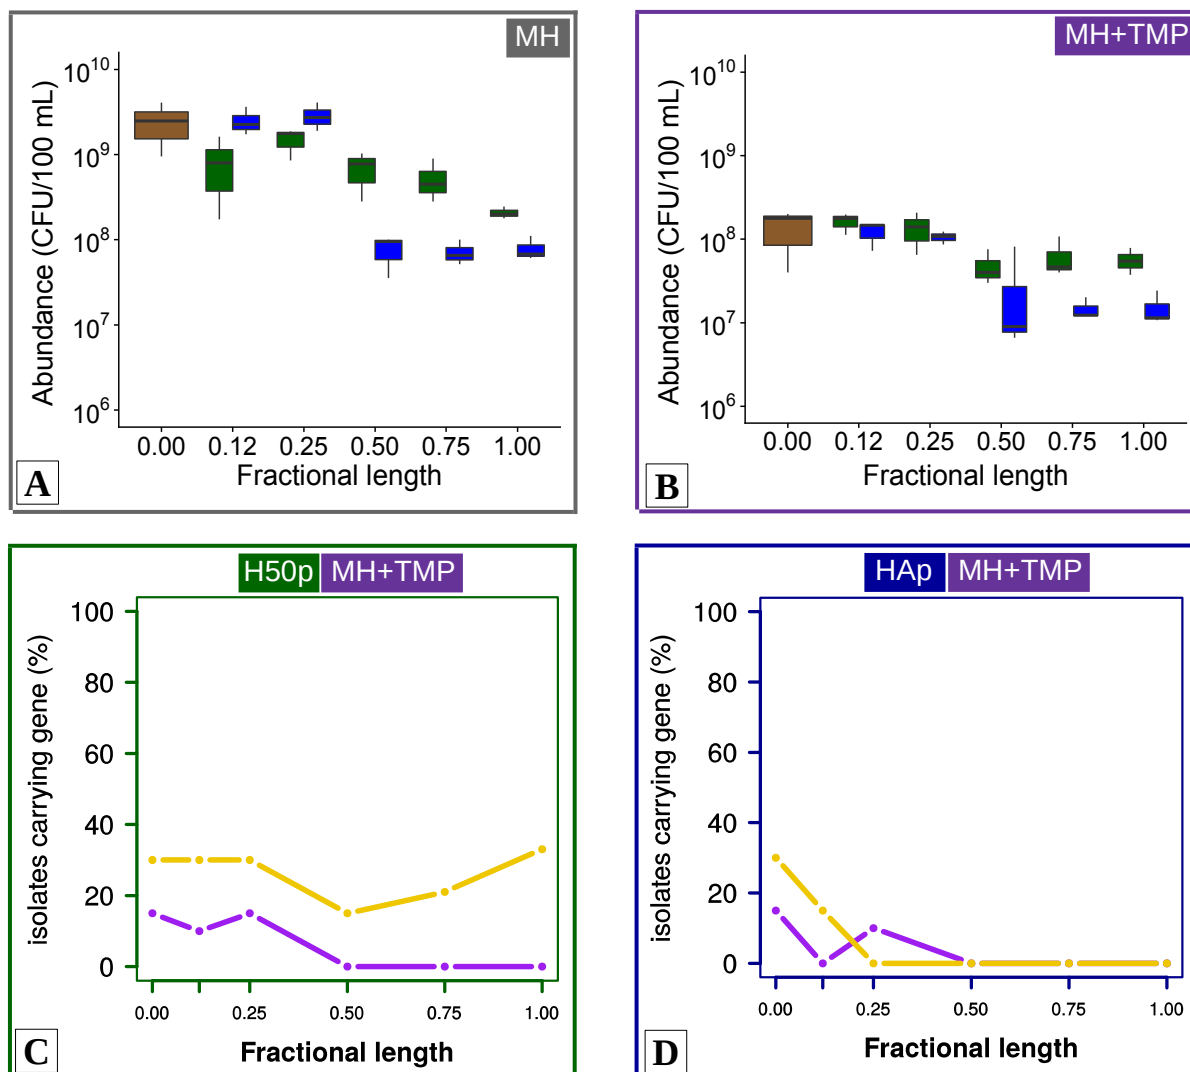 MH
Abundance (CFU/100 mL)
10^10
10^9
10^8
10^7
10^6
0.00 0.12 0.25 0.50 0.75 1.00
Fractional length
A
MH+TMP
Abundance (CFU/100 mL)
10^10
10^9
10^8
10^7
10^6
0.00 0.12 0.25 0.50 0.75 1.00
Fractional length
B
H50p MH+TMP
isolates carrying gene (%)
100
80
60
40
20
0
0.00 0.25 0.50 0.75 1.00
Fractional length
C
HAp MH+TMP
isolates carrying gene (%)
100
80
60
40
20
0
0.00 0.25 0.50 0.75 1.00
Fractional length
D